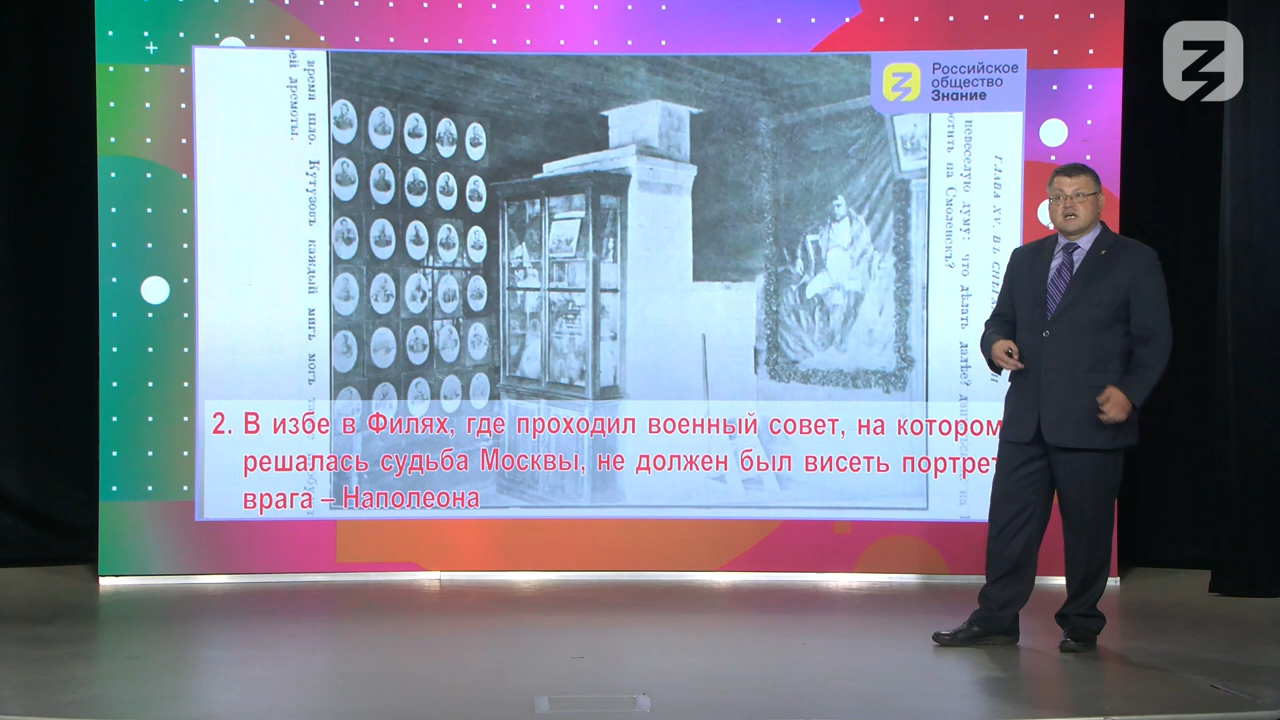 Российское
общество
Знание
время шло. Кутузовъ каждый мигъ могъ
ей дремоты.
ГЛАВА XV. ВЪ
невеселую думу: что дѣлать далѣе?
отить на Смоленскъ?
2. В избе в Филях, где проходил военный совет, на котором
решалась судьба Москвы, не должен был висеть портрет
врага – Наполеона